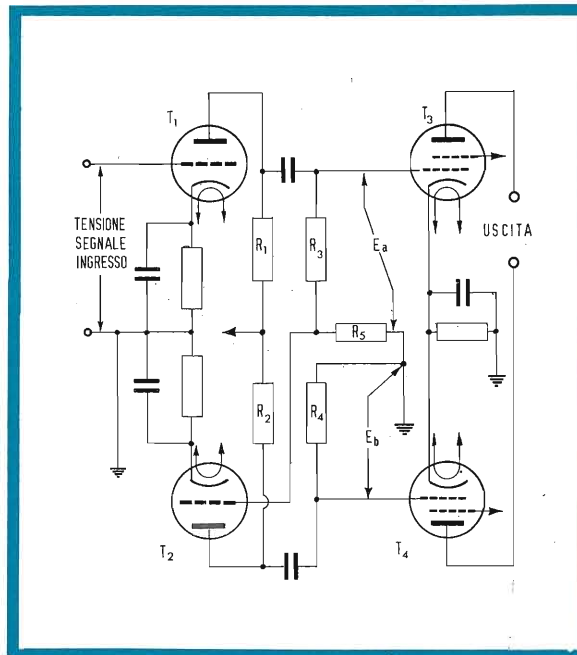 T1
T3
TENSIONE
SEGNALE
INGRESSO
R1
R3
Ea
USCITA
R5
R2
R4
Eb
T2
T4